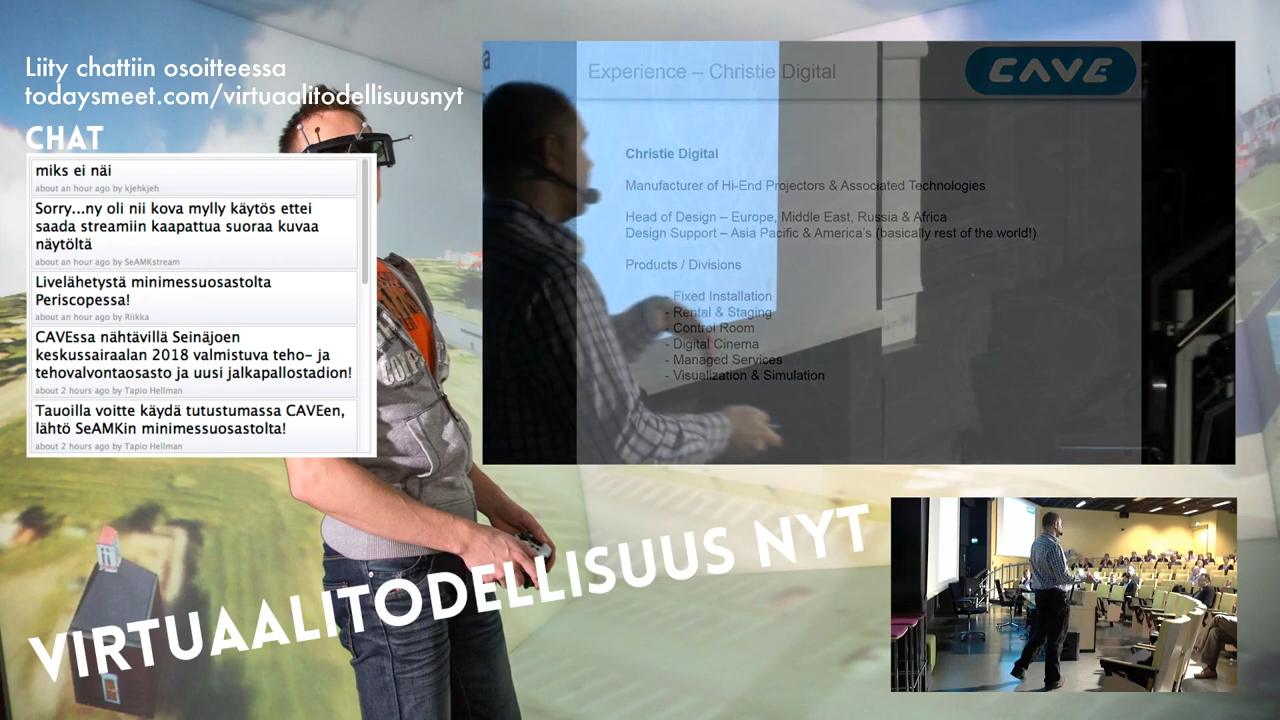 Liity chattiin osoitteessa
todaysmeet.com/virtuaalitodellisuusnyt
CHAT
miks ei näi
about an hour ago by kjehkjeh
Sorry...ny oli nii kova mylly käytös ettei
saada streamiin kaapattua suoraa kuvaa
näytöltä
about an hour ago by SeAMKstream
Livelähetystä minimessuosastolta
Periscopessa!
about an hour ago by Riikka
CAVEssa nähtävillä Seinäjoen
keskussairaalan 2018 valmistuva teho- ja
tehovalvontaosasto ja uusi jalkapallostadion!
about 2 hours ago by Tapio Hellman
Tauoilla voitte käydä tutustumassa CAVEen,
lähtö SeAMKin minimessuosastolta!
about 2 hours ago by Tapio Hellman
Experience – Christie Digital
CAVE
Christie Digital
Manufacturer of Hi-End Projectors & Associated Technologies
Head of Design – Europe, Middle East, Russia & Africa
Design Support – Asia Pacific & America's (basically rest of the world!)
Products / Divisions
- Fixed Installation
- Rental & Staging
- Control Room
- Digital Cinema
- Managed Services
- Visualization & Simulation
VIRTUAALITODELLISUUS NYT